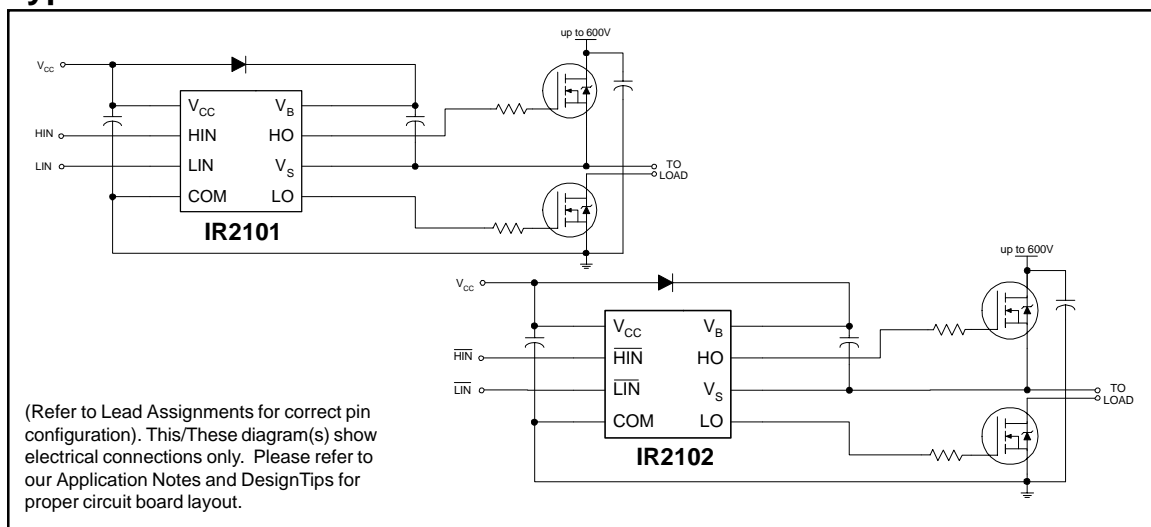 up to 600V
VCC
VCC VB
HIN HIN HO
LIN LIN VS TO
LOAD
COM LO
IR2101
up to 600V
VCC
VCC VB
HIN HIN HO
LIN LIN VS TO
LOAD
COM LO
IR2102
(Refer to Lead Assignments for correct pin
configuration). This/These diagram(s) show
electrical connections only. Please refer to
our Application Notes and DesignTips for
proper circuit board layout.